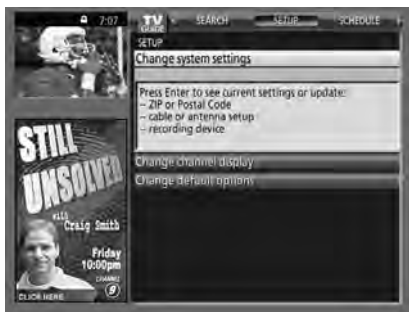 7:07
TV GUIDE
SEARCH
SETUP
SCHEDULE
SETUP
Change system settings
Press Enter to see current settings or update:
– ZIP or Postal Code
– cable or antenna setup
– recording device
Change channel display
Change default options
STILL
UNSOLVED
with
Craig Smith
Friday
10:00pm
CHANNEL
9
CLICK HERE